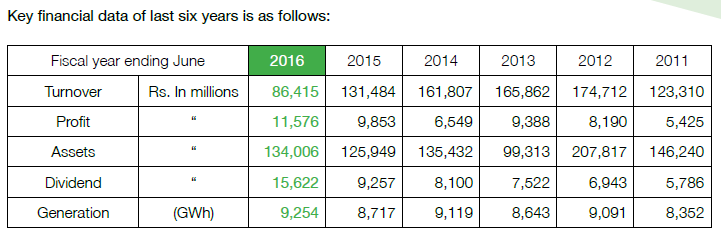 Key financial data of last six years is as follows:
Fiscal year ending June 2016 2015 2014 2013 2012 2011
Turnover Rs. In millions 86,415 131,484 161,807 165,862 174,712 123,310
Profit “ 11,576 9,853 6,549 9,388 8,190 5,425
Assets “ 134,006 125,949 135,432 99,313 207,817 146,240
Dividend “ 15,622 9,257 8,100 7,522 6,943 5,786
Generation (GWh) 9,254 8,717 9,119 8,643 9,091 8,352